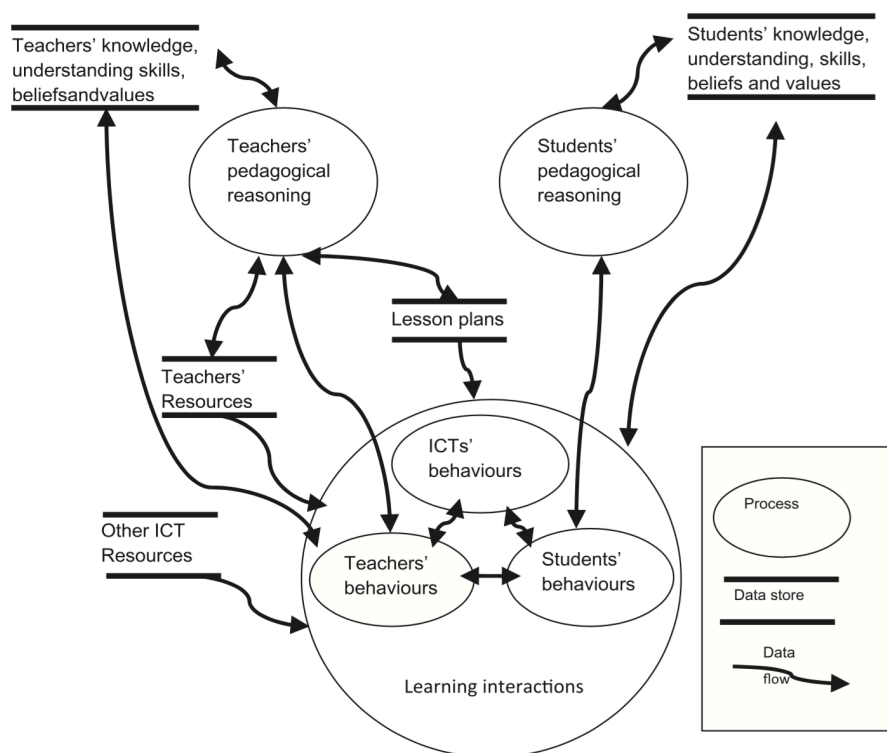 Teachers' knowledge,
understanding skills,
beliefsandvalues
Students' knowledge,
understanding, skills,
beliefs and values
Teachers'
pedagogical
reasoning
Students'
pedagogical
reasoning
Lesson plans
Teachers'
Resources
ICTs'
behaviours
Other ICT
Resources
Teachers'
behaviours
Students'
behaviours
Learning interactions
Process
Data store
Data
flow